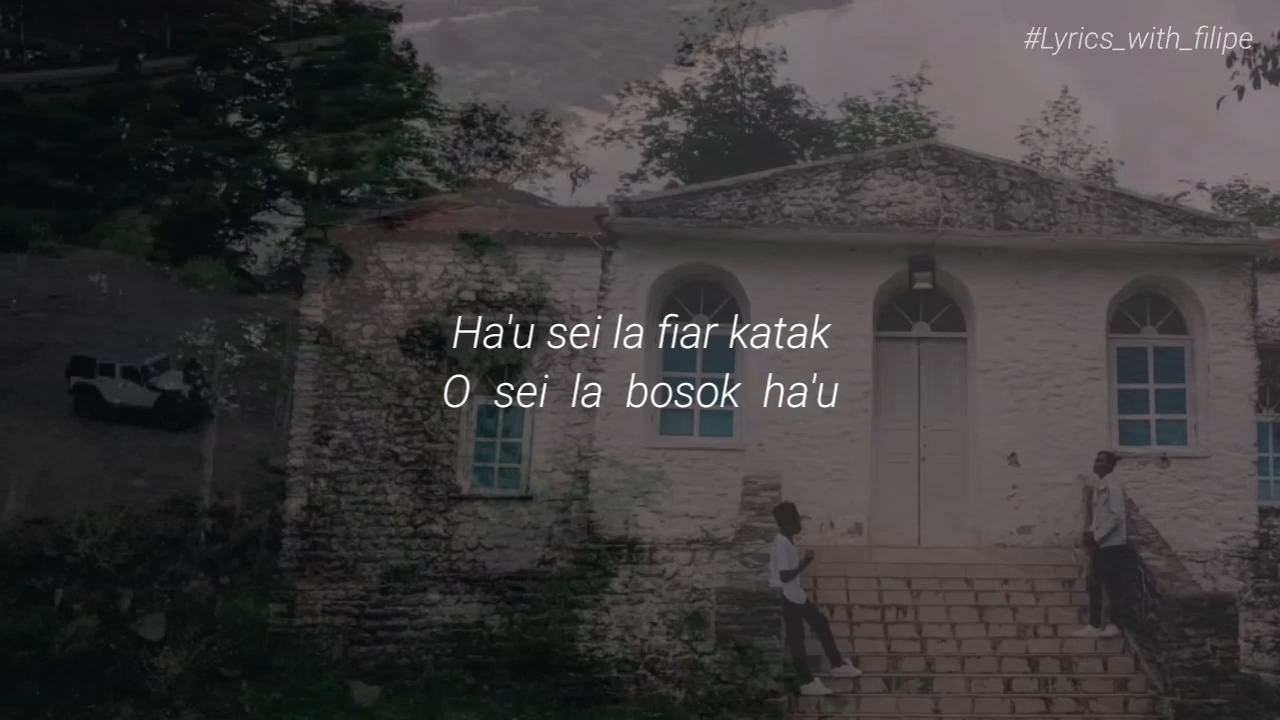 #Lyrics_with_filipe
Ha'u sei la fiar katak
O sei la bosok ha'u